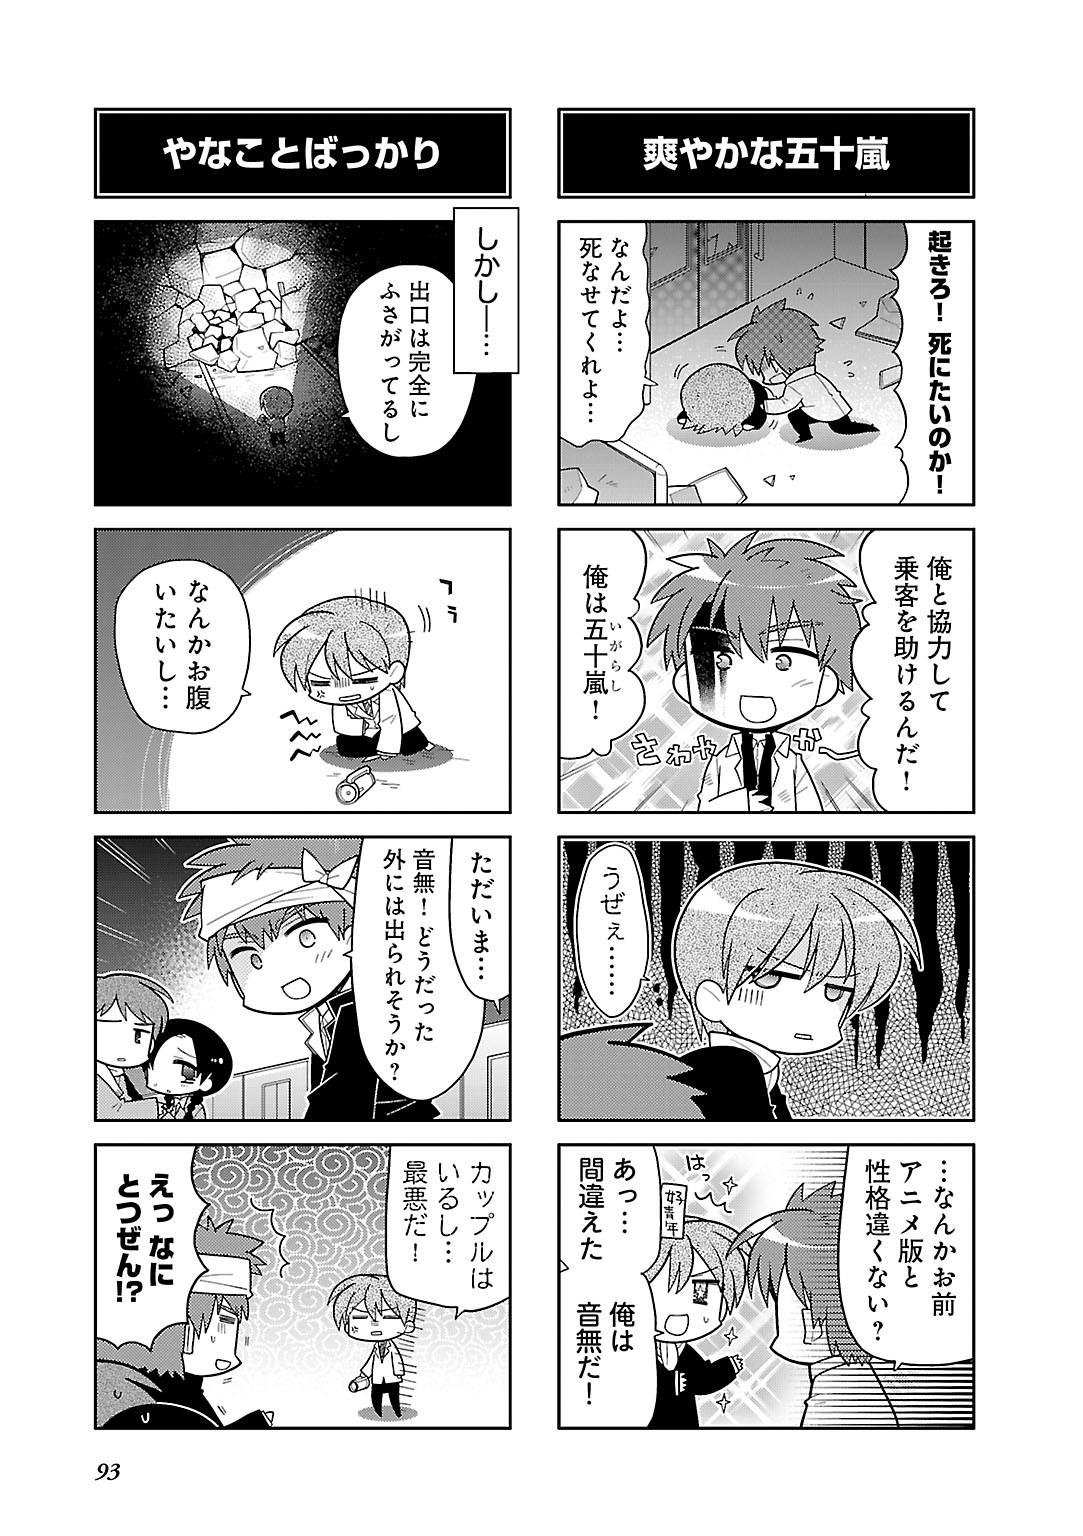 爽やかな五十嵐
起きろ！ 死にたいのか！
なんだよ…
死なせてくれよ…
俺と協力して
乗客を助けるんだ！
俺は五十嵐！
いがらし
さわやか
うぜぇ……
…なんかお前
アニメ版と
性格違くない？
はっ
好青年
あっ…
間違えた
俺は
音無だ！
やなことばっかり
しかし—…
出口は完全に
ふさがってるし
クラ
なんかお腹
いたいし…
ただいま…
音無！どうだった
外には出られそうか？
カップルは
いるし…
最悪だ！
えっ なに
とつぜん!?
93